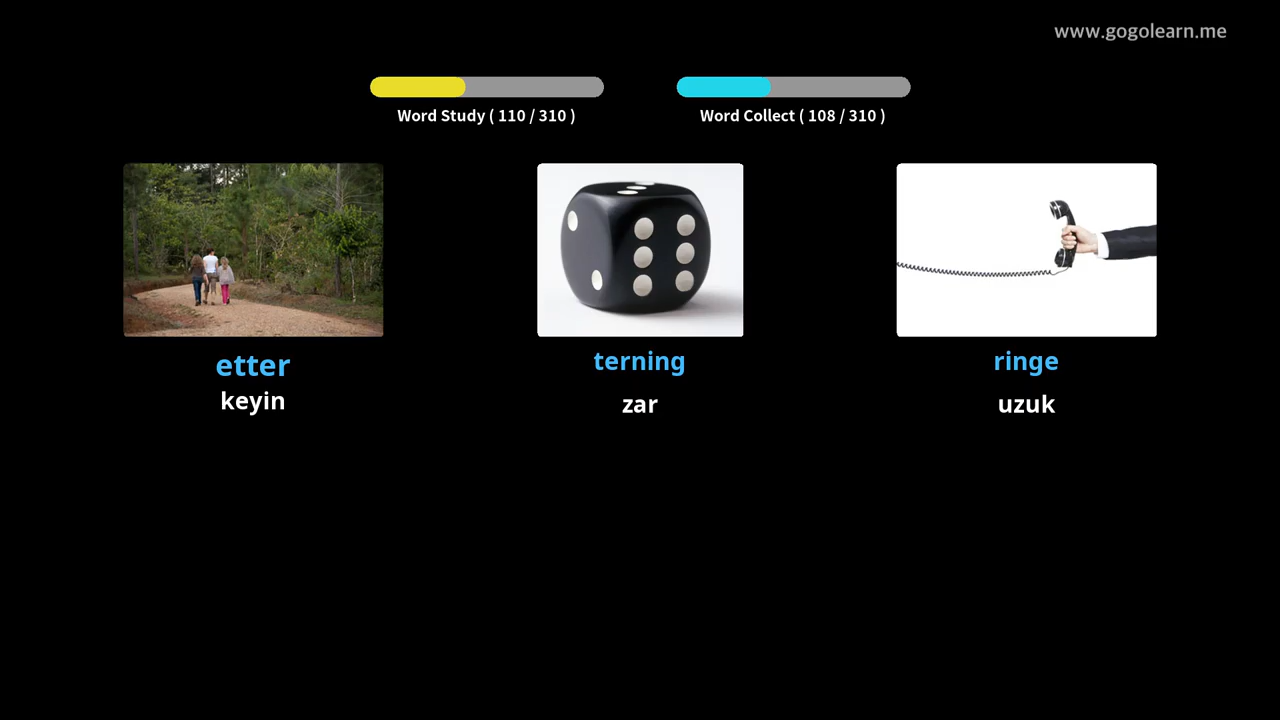 www.gogolearn.me
Word Study ( 110 / 310 )
Word Collect ( 108 / 310 )
etter
keyin
terning
zar
ringe
uzuk